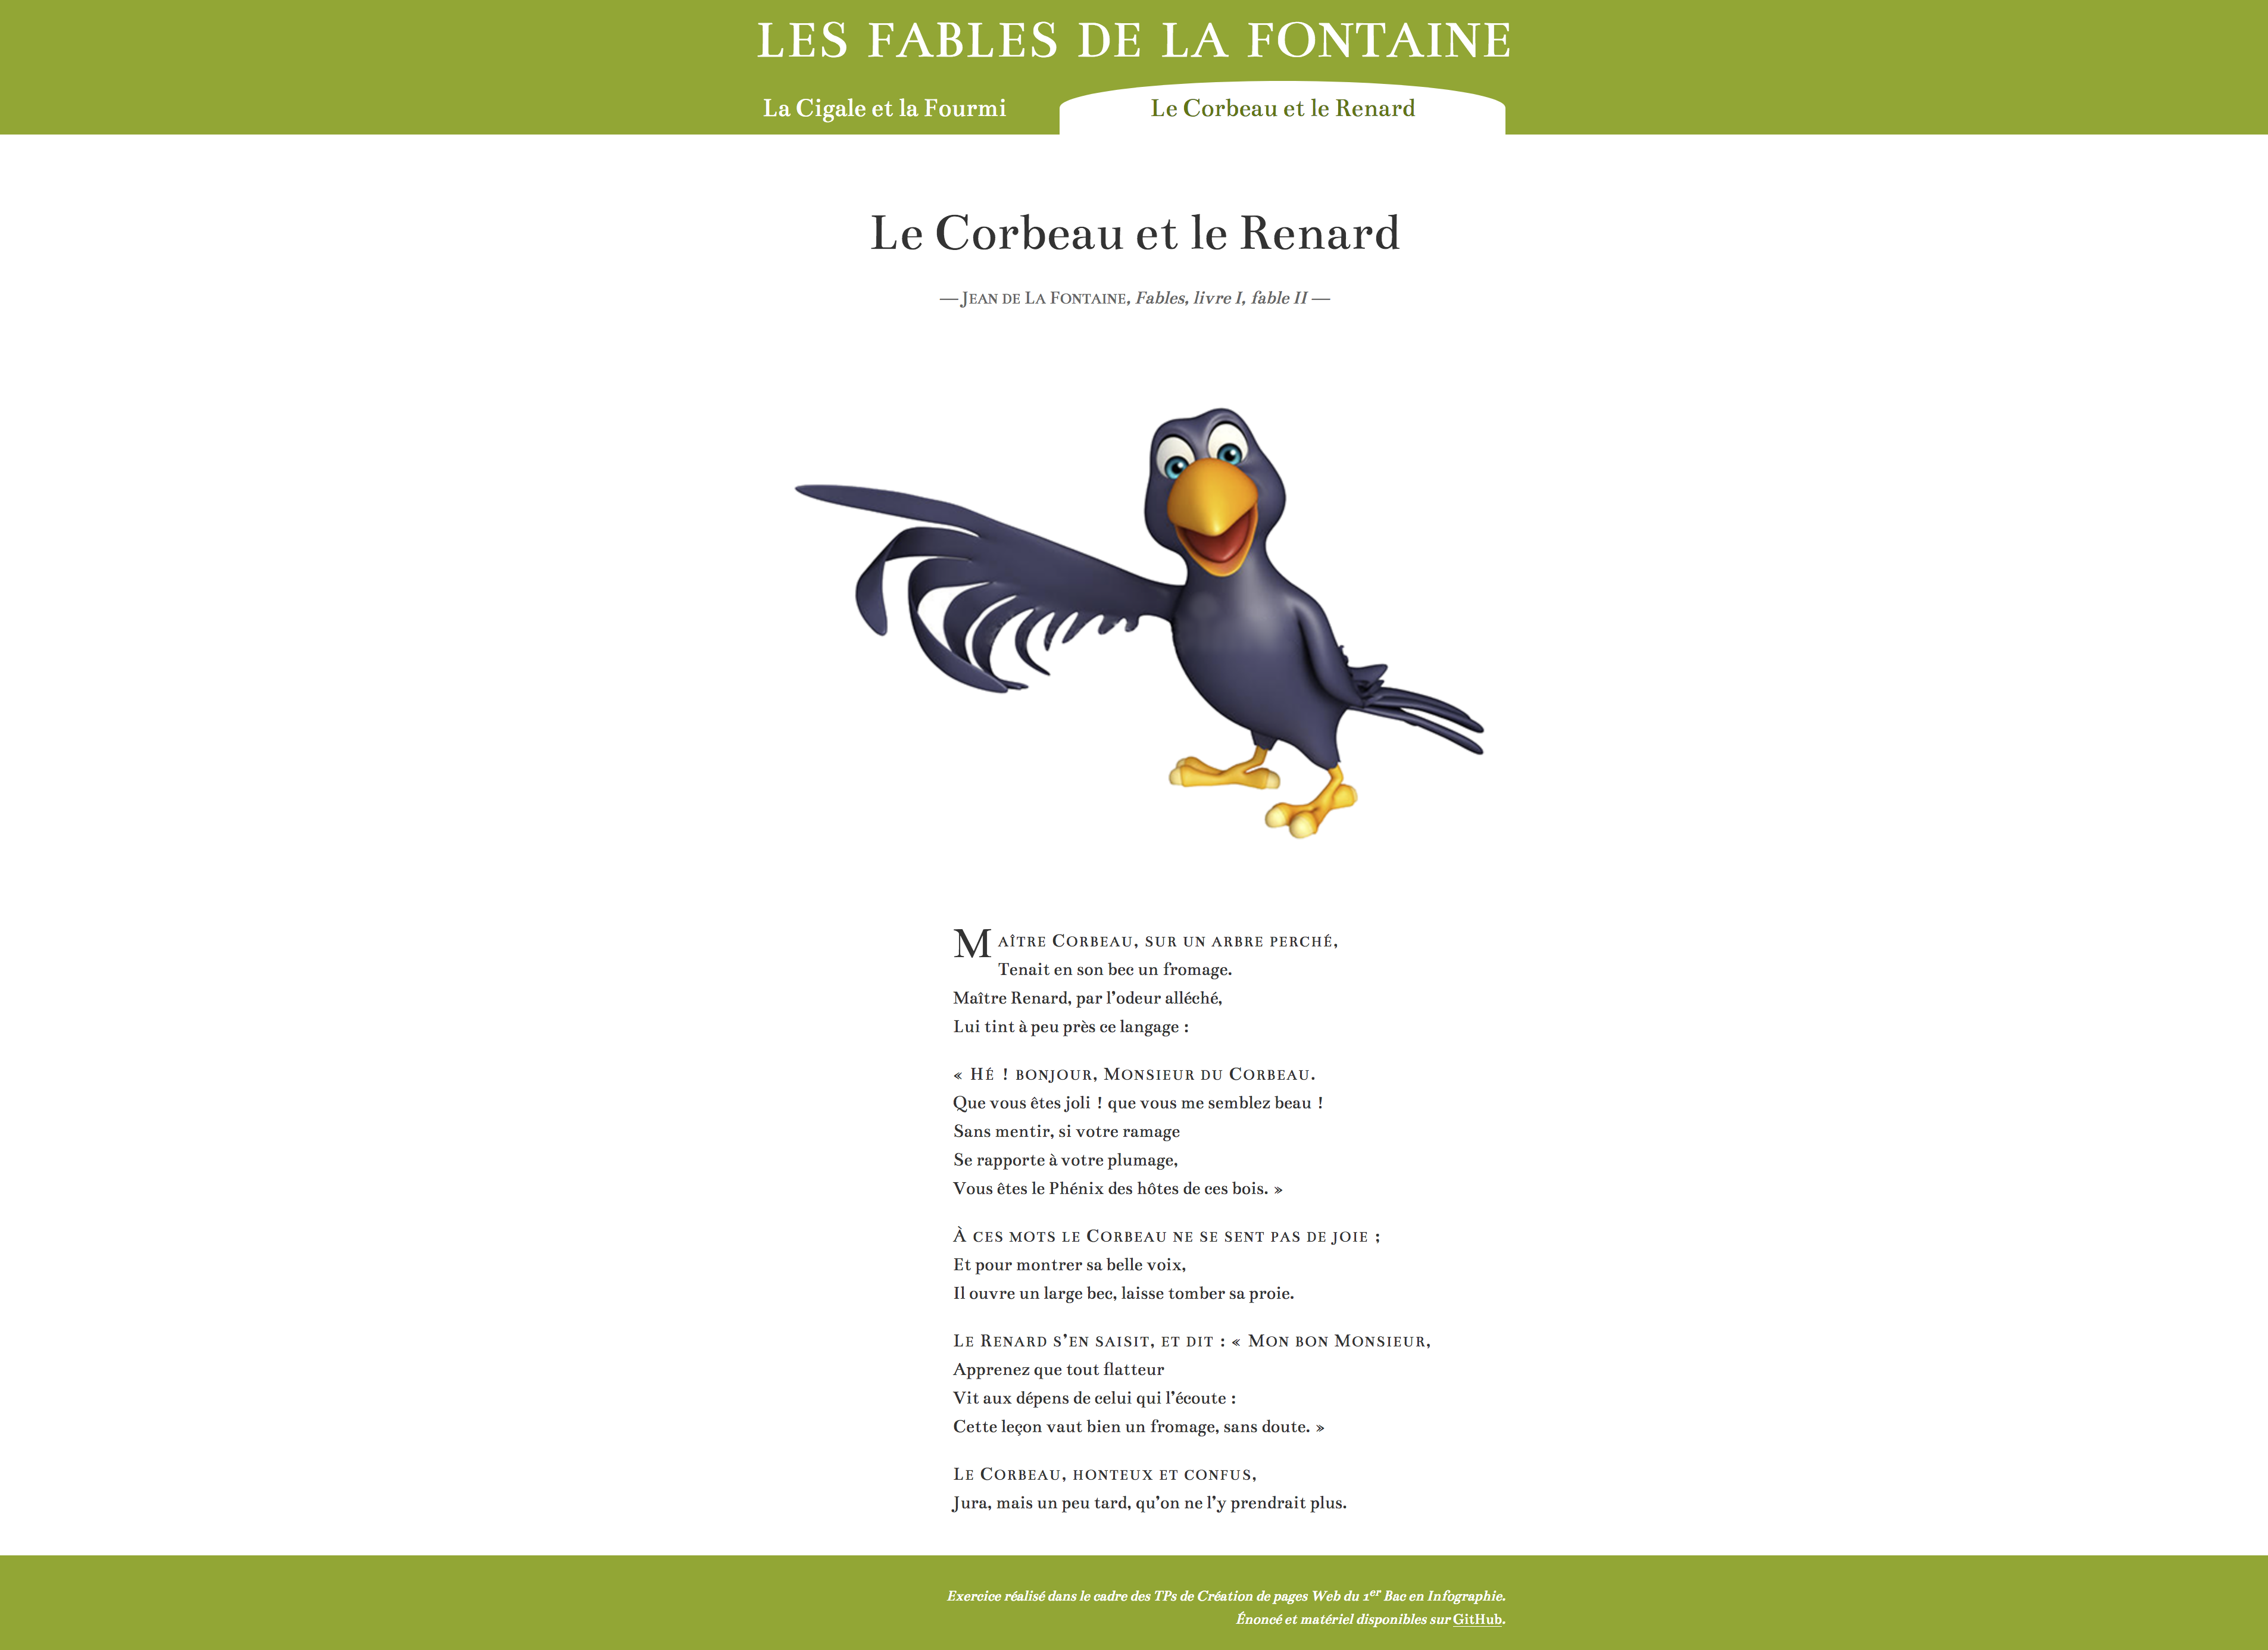 LES FABLES DE LA FONTAINE
La Cigale et la Fourmi
Le Corbeau et le Renard
Le Corbeau et le Renard
— Jean de La Fontaine, Fables, livre I, fable II —
Maître Corbeau, sur un arbre perché,
Tenait en son bec un fromage.
Maître Renard, par l’odeur alléché,
Lui tint à peu près ce langage :
« Hé ! bonjour, Monsieur du Corbeau.
Que vous êtes joli ! que vous me semblez beau !
Sans mentir, si votre ramage
Se rapporte à votre plumage,
Vous êtes le Phénix des hôtes de ces bois. »
À ces mots le Corbeau ne se sent pas de joie ;
Et pour montrer sa belle voix,
Il ouvre un large bec, laisse tomber sa proie.
Le Renard s’en saisit, et dit : « Mon bon Monsieur,
Apprenez que tout flatteur
Vit aux dépens de celui qui l’écoute :
Cette leçon vaut bien un fromage, sans doute. »
Le Corbeau, honteux et confus,
Jura, mais un peu tard, qu’on ne l’y prendrait plus.
Exercice réalisé dans le cadre des TPs de Création de pages Web du 1er Bac en Infographie.
Énoncé et matériel disponibles sur GitHub.